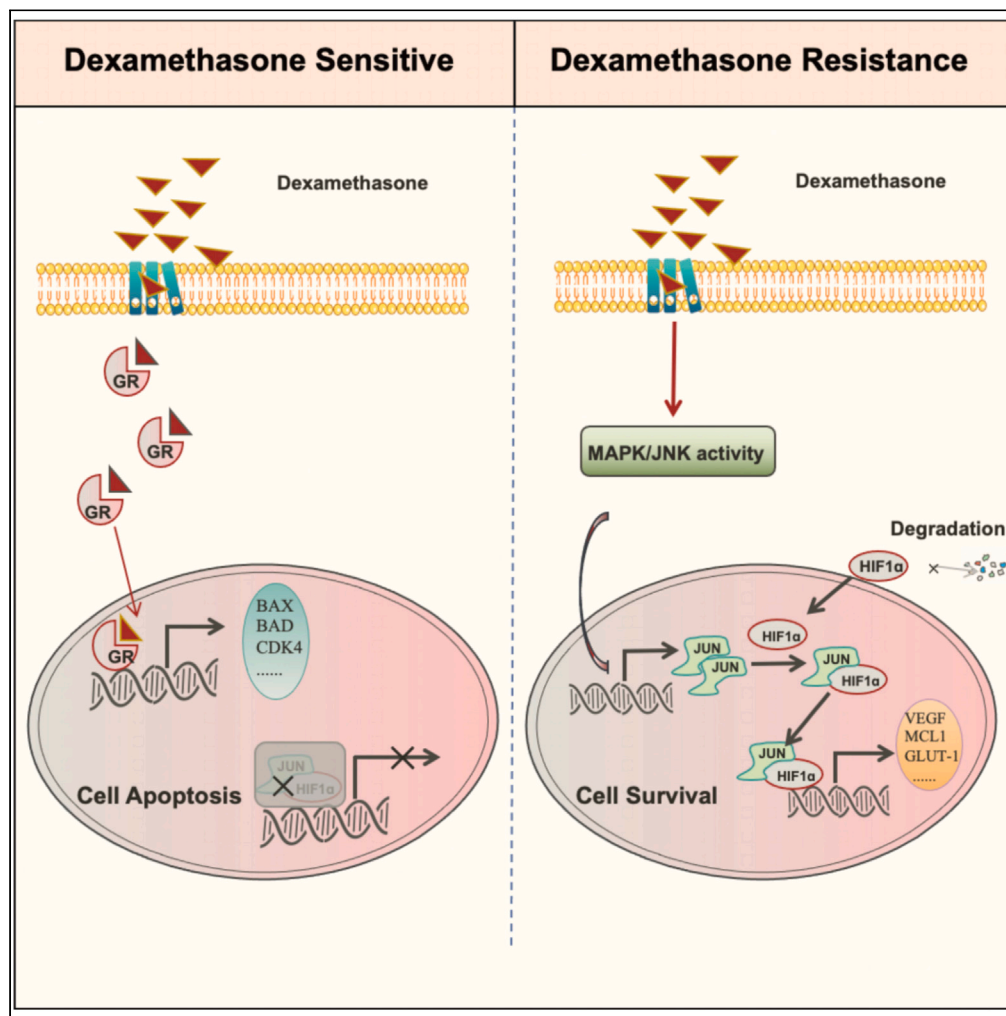 Dexamethasone Sensitive
Dexamethasone Resistance
Dexamethasone
GR
GR
GR
GR
BAX
BAD
CDK4
......
JUN
HIF1α
Cell Apoptosis
Dexamethasone
MAPK/JNK activity
Degradation
HIF1α
HIF1α
JUN
JUN
JUN
HIF1α
JUN
HIF1α
VEGF
MCL1
GLUT-1
......
Cell Survival